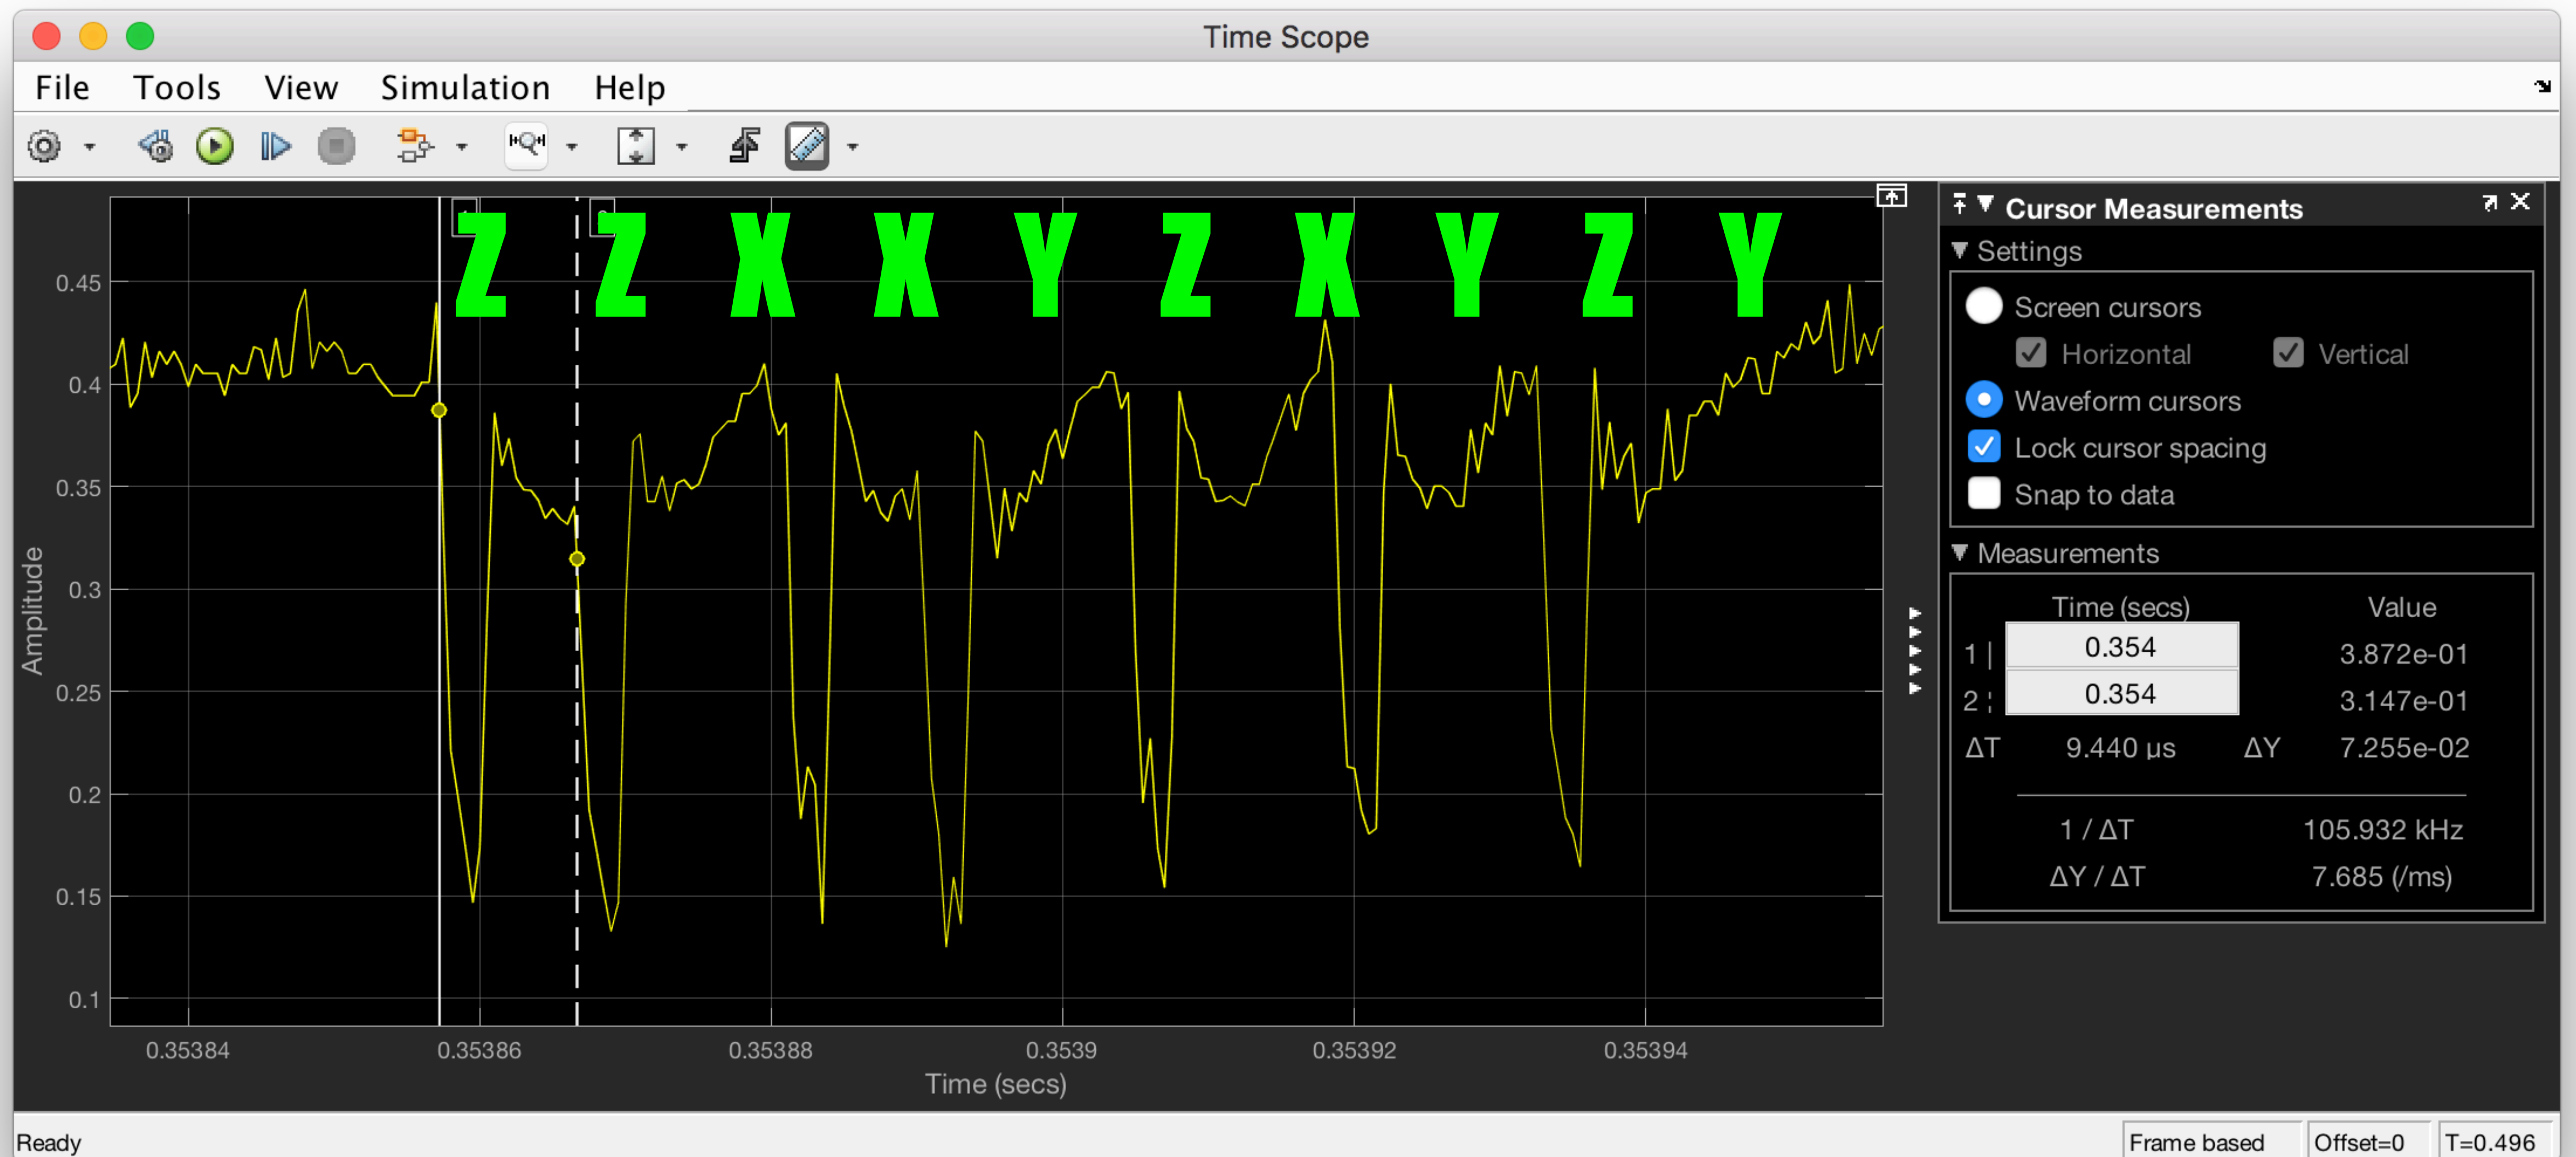 Time Scope
File Tools View Simulation Help
Z Z X X Y Z X Y Z Y
0.45
0.4
0.35
0.3
0.25
0.2
0.15
0.1
Amplitude
0.35384 0.35386 0.35388 0.3539 0.35392 0.35394
Time (secs)
Cursor Measurements
Settings
Screen cursors
Horizontal Vertical
Waveform cursors
Lock cursor spacing
Snap to data
Measurements
Time (secs) Value
1 | 0.354 3.872e-01
2 ¦ 0.354 3.147e-01
ΔT 9.440 µs ΔY 7.255e-02
1 / ΔT 105.932 kHz
ΔY / ΔT 7.685 (/ms)
Ready Frame based Offset=0 T=0.496